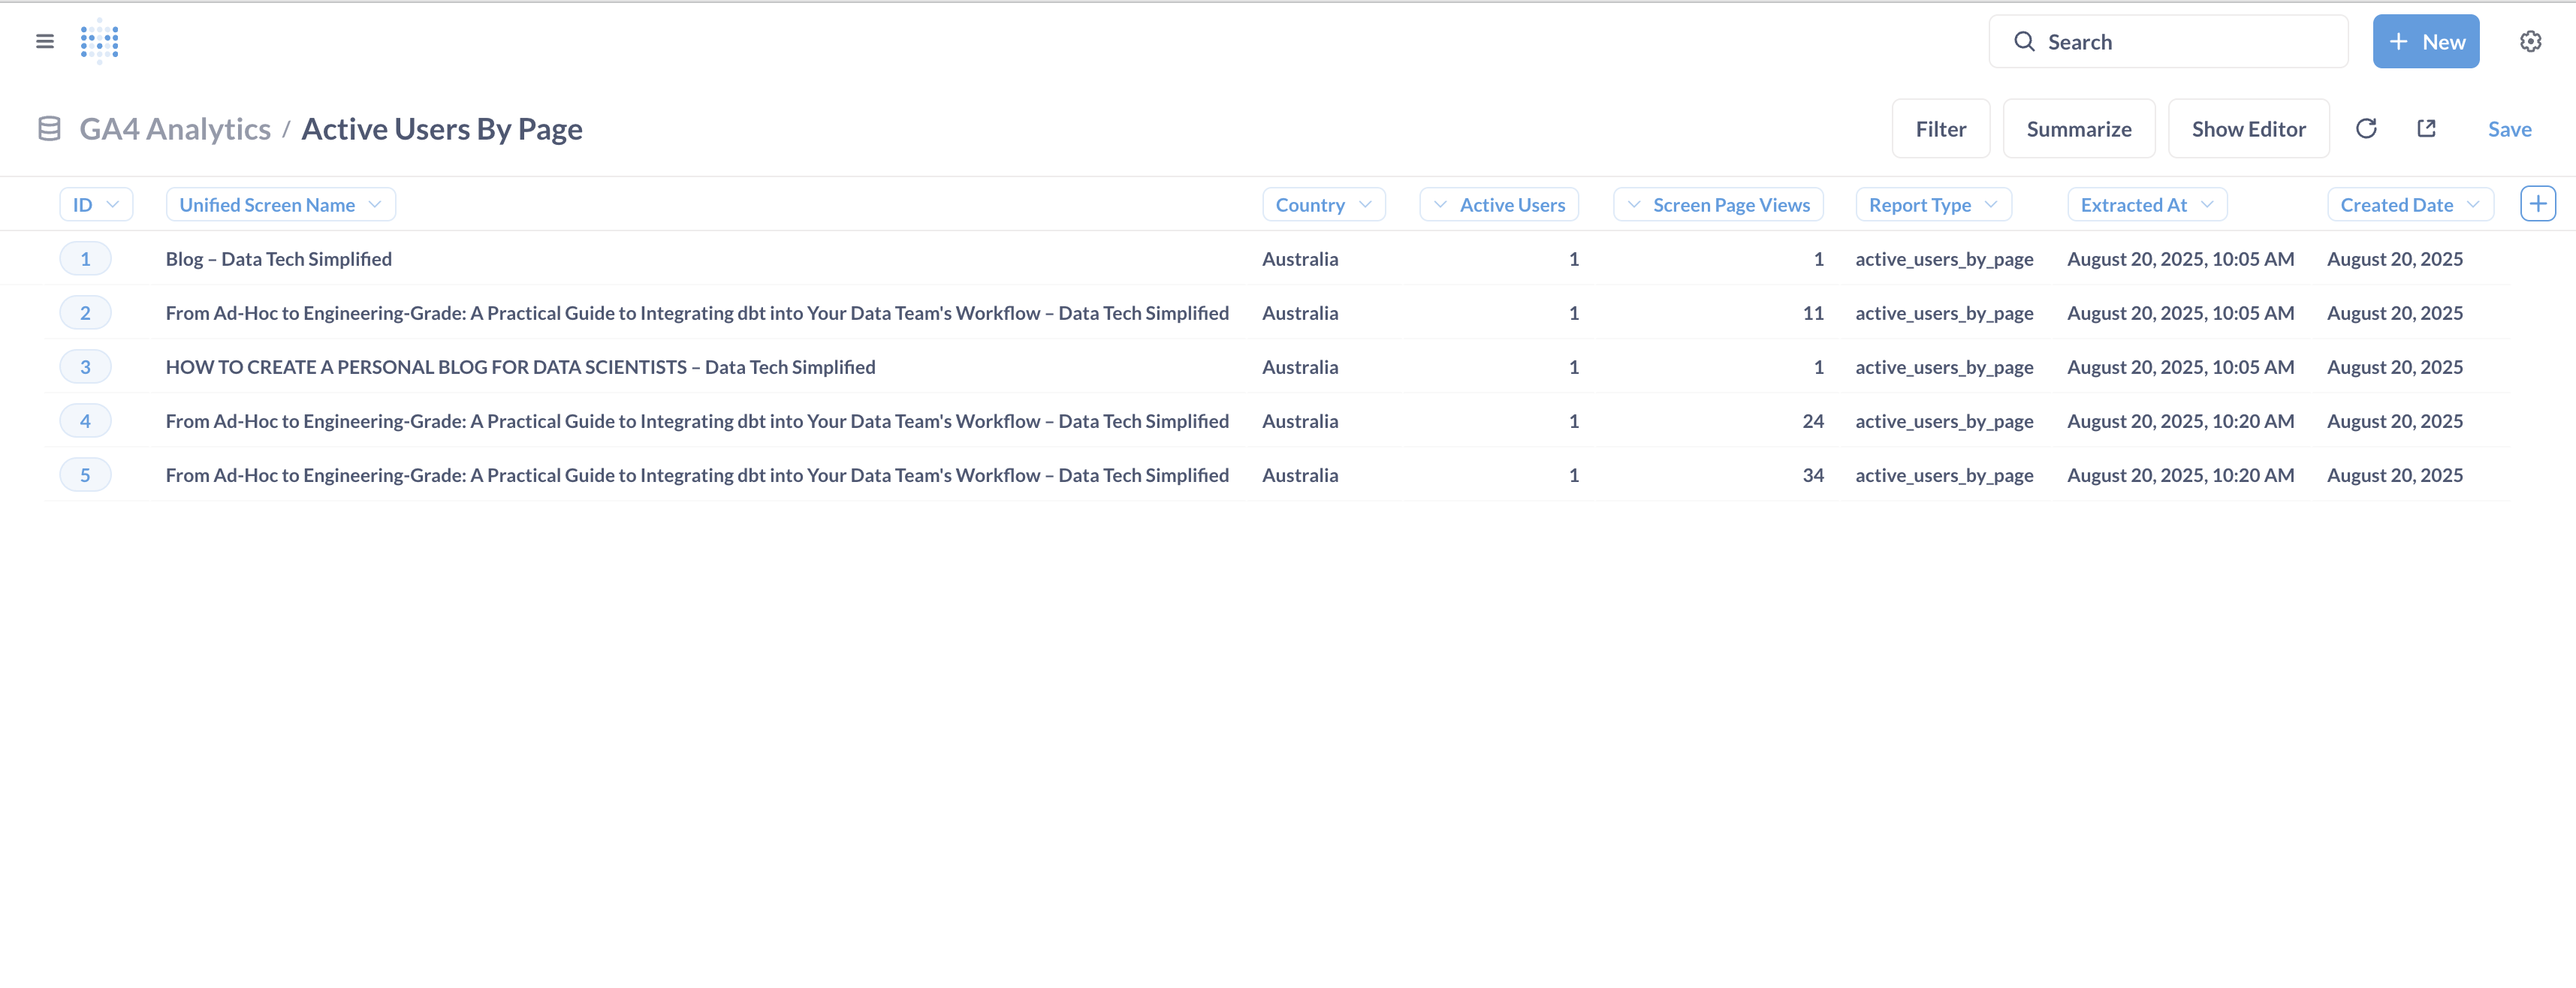 Search
+ New
GA4 Analytics / Active Users By Page
Filter Summarize Show Editor Save
ID Unified Screen Name Country Active Users Screen Page Views Report Type Extracted At Created Date +
1 Blog – Data Tech Simplified Australia 1 1 active_users_by_page August 20, 2025, 10:05 AM August 20, 2025
2 From Ad-Hoc to Engineering-Grade: A Practical Guide to Integrating dbt into Your Data Team's Workflow – Data Tech Simplified Australia 1 11 active_users_by_page August 20, 2025, 10:05 AM August 20, 2025
3 HOW TO CREATE A PERSONAL BLOG FOR DATA SCIENTISTS – Data Tech Simplified Australia 1 1 active_users_by_page August 20, 2025, 10:05 AM August 20, 2025
4 From Ad-Hoc to Engineering-Grade: A Practical Guide to Integrating dbt into Your Data Team's Workflow – Data Tech Simplified Australia 1 24 active_users_by_page August 20, 2025, 10:20 AM August 20, 2025
5 From Ad-Hoc to Engineering-Grade: A Practical Guide to Integrating dbt into Your Data Team's Workflow – Data Tech Simplified Australia 1 34 active_users_by_page August 20, 2025, 10:20 AM August 20, 2025